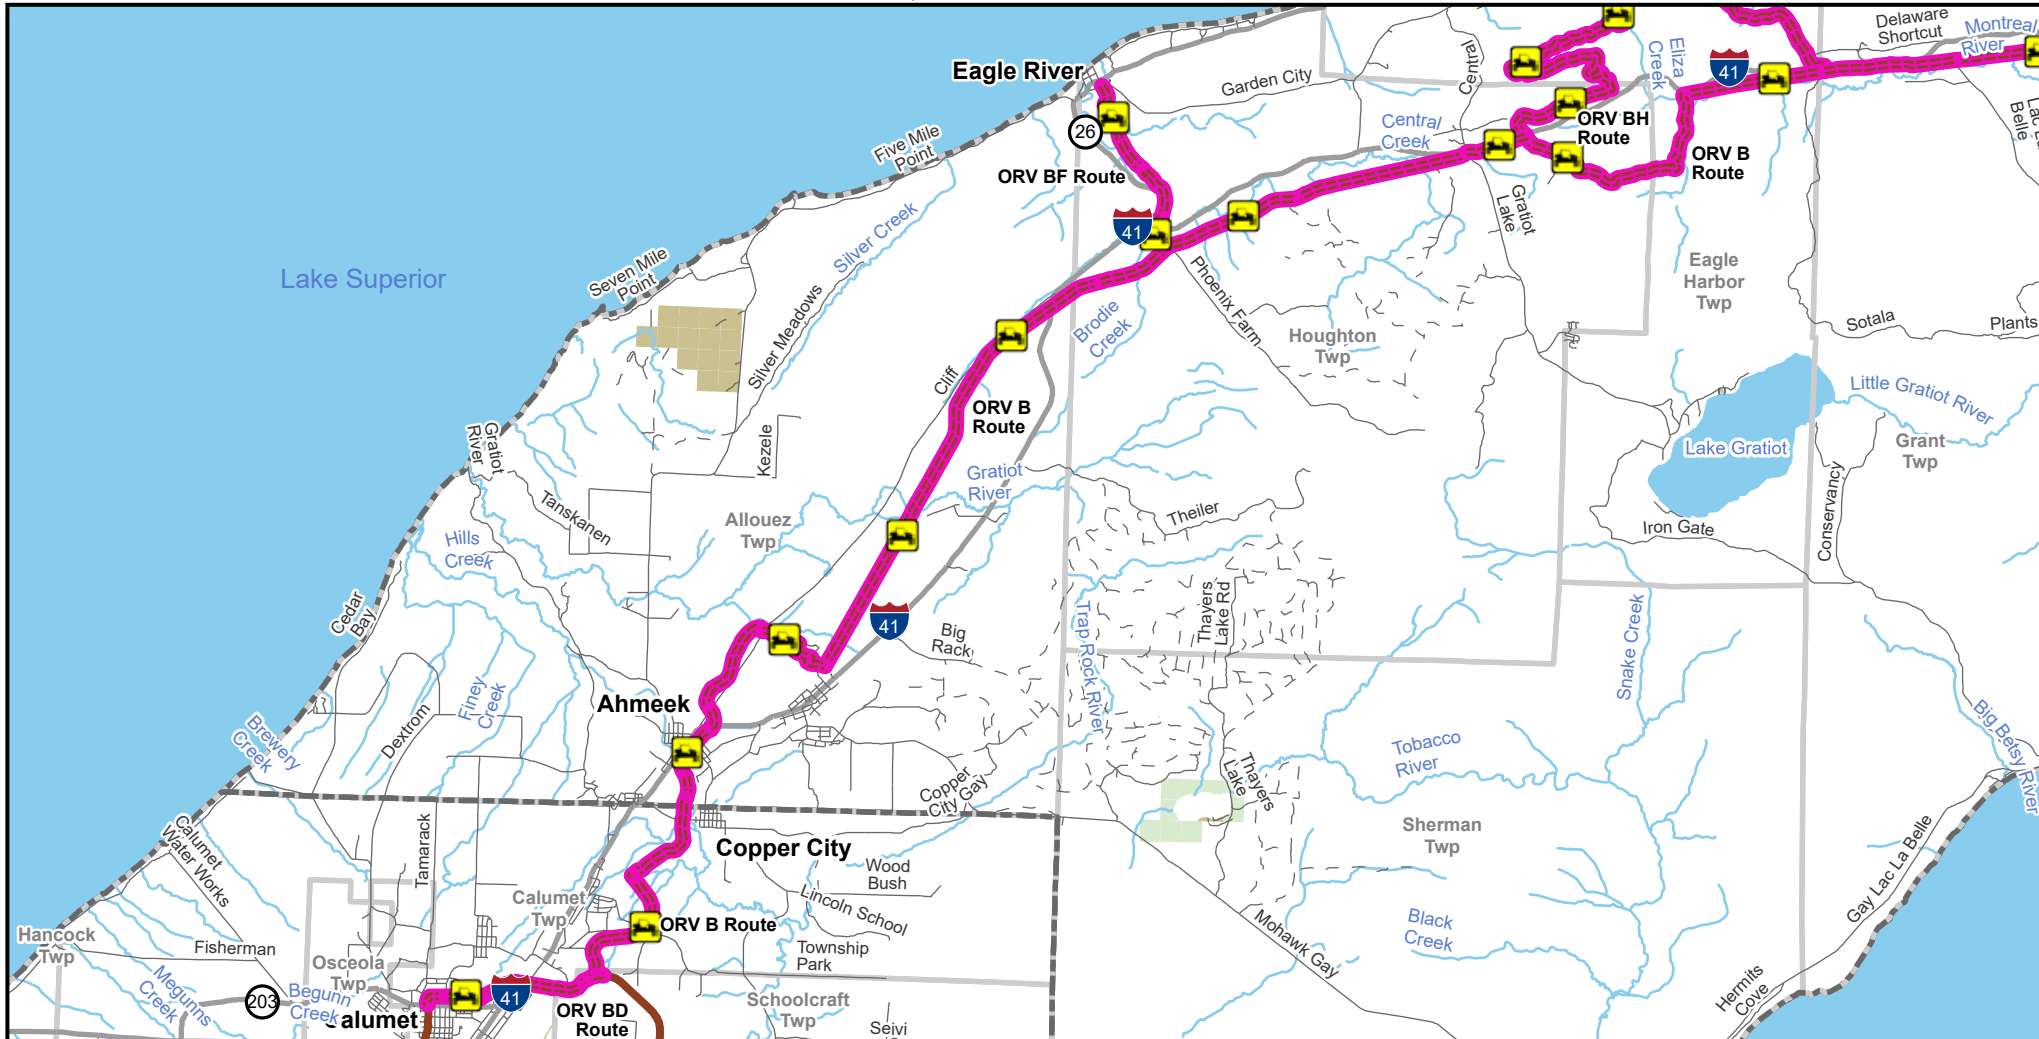 Delaware
Shortcut
Montreal
River
Eagle River
Garden City
Central
Eliza
Creek
41
26
Five Mile
Point
Central
Creek
ORV BH
Route
ORV BF Route
ORV B
Route
Belle
Silver Creek
Gratiot
Lake
41
Lake Superior
Seven Mile
Point
Phoenix Farm
Eagle
Harbor
Twp
Silver Meadows
Brodie
Creek
Houghton
Twp
Sotala
Plants
Cliff
ORV B
Route
Little Gratiot River
Gratiot
River
Kezele
Lake Gratiot
Grant
Twp
Gratiot
River
Tanskanen
Allouez
Twp
Theiler
Iron Gate
Conservancy
Hills
Creek
Cedar
Bay
41
Big
Rack
Thayers
Lake Rd
Trap Rock River
Snake Creek
Ahmeek
Finey
Creek
Dextrom
Brewery
Creek
Tobacco
River
Big Betsy River
Thayers
Lake
Copper
City Gay
Calumet
Water Works
Tamarack
Copper City
Wood
Bush
Sherman
Twp
Gay Lac La Belle
Calumet
Twp
Lincoln School
ORV B Route
Black
Creek
Hancock
Twp
Fisherman
Township
Park
Mohawk Gay
Osceola
Twp
Meguns
Creek
203
Begunn
Creek
41
ORV BD
Route
Schoolcraft
Twp
Hermits
Cove
Calumet
Seivi